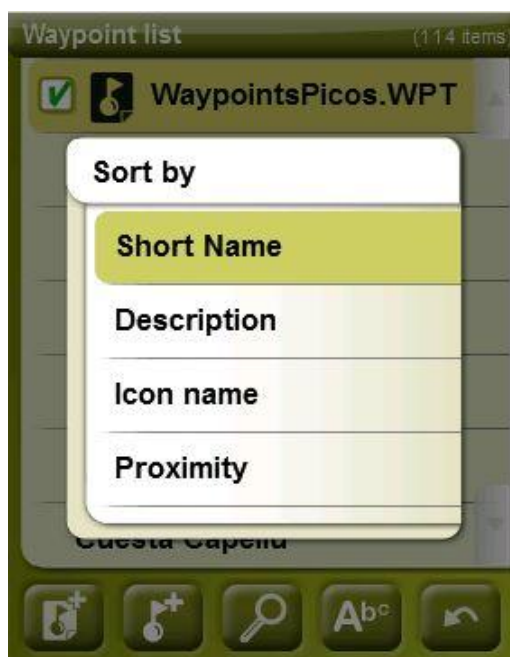 Waypoint list (114 items)
WaypointsPicos.WPT
Sort by
Short Name
Description
Icon name
Proximity
Cuesta Capellu
Abc